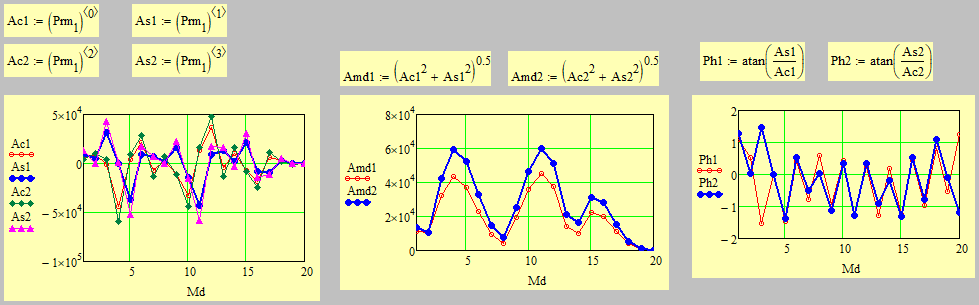 Ac1 := (Prm₁)^⟨0⟩ As1 := (Prm₁)^⟨1⟩
Ac2 := (Prm₁)^⟨2⟩ As2 := (Prm₁)^⟨3⟩
Amd1 := (Ac1² + As1²)^0.5 Amd2 := (Ac2² + As2²)^0.5
Ph1 := atan(As1/Ac1) Ph2 := atan(As2/Ac2)
5×10⁴
0
−5×10⁴
−1×10⁵
Ac1
As1
Ac2
As2
5 10 15 20
Md
8×10⁴
6×10⁴
4×10⁴
2×10⁴
0
Amd1
Amd2
5 10 15 20
Md
2
1
0
−1
−2
Ph1
Ph2
5 10 15 20
Md